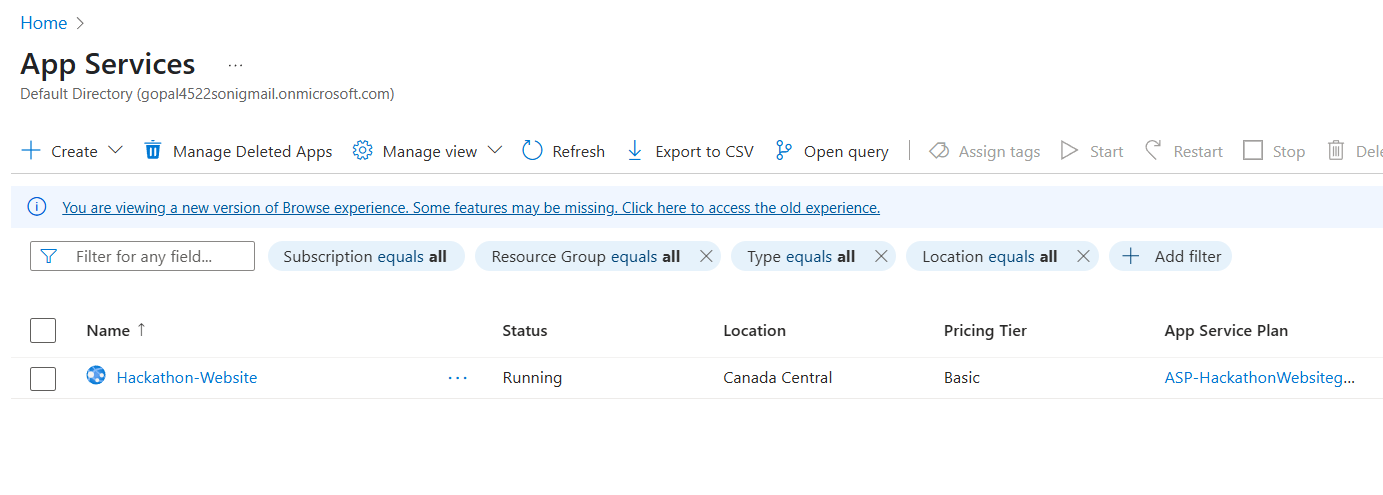 Home
App Services ...
Default Directory (gopal4522sonigmail.onmicrosoft.com)
Create Manage Deleted Apps Manage view Refresh Export to CSV Open query Assign tags Start Restart Stop Dele
You are viewing a new version of Browse experience. Some features may be missing. Click here to access the old experience.
Filter for any field... Subscription equals all Resource Group equals all Type equals all Location equals all Add filter
Name ↑ Status Location Pricing Tier App Service Plan
Hackathon-Website ... Running Canada Central Basic ASP-HackathonWebsiteg...